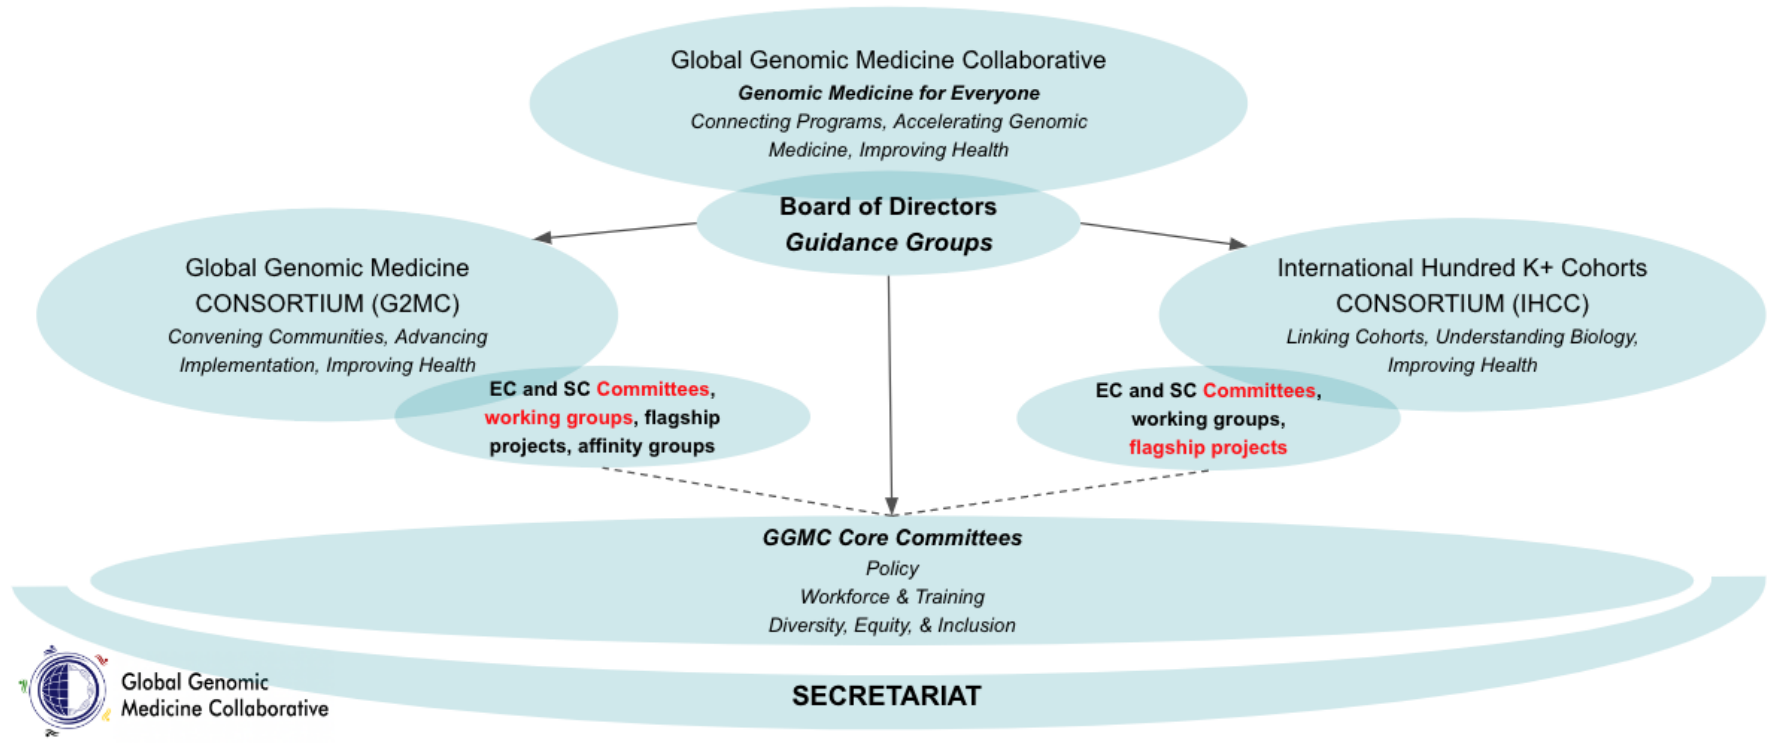 Global Genomic Medicine Collaborative
Genomic Medicine for Everyone
Connecting Programs, Accelerating Genomic
Medicine, Improving Health
Board of Directors
Guidance Groups
Global Genomic Medicine
CONSORTIUM (G2MC)
Convening Communities, Advancing
Implementation, Improving Health
EC and SC Committees,
working groups, flagship
projects, affinity groups
International Hundred K+ Cohorts
CONSORTIUM (IHCC)
Linking Cohorts, Understanding Biology,
Improving Health
EC and SC Committees,
working groups,
flagship projects
GGMC Core Committees
Policy
Workforce & Training
Diversity, Equity, & Inclusion
SECRETARIAT
Global Genomic
Medicine Collaborative